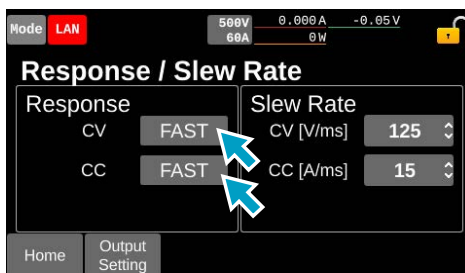 Mode LAN 500V 0.000A -0.05V
60A 0W
Response / Slew Rate
Response
CV FAST
CC FAST
Slew Rate
CV [V/ms] 125
CC [A/ms] 15
Home Output
Setting